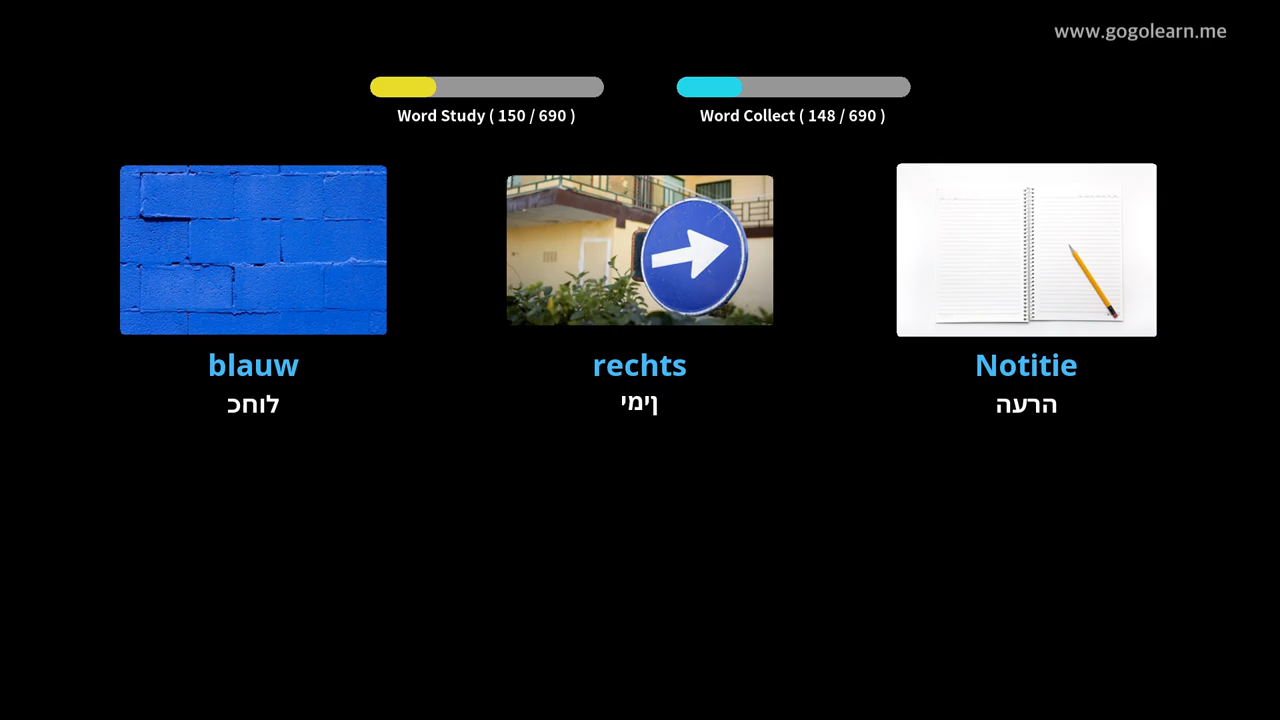 www.gogolearn.me
Word Study ( 150 / 690 )
Word Collect ( 148 / 690 )
blauw
לוחכ
rechts
ןימי
Notitie
הרעה